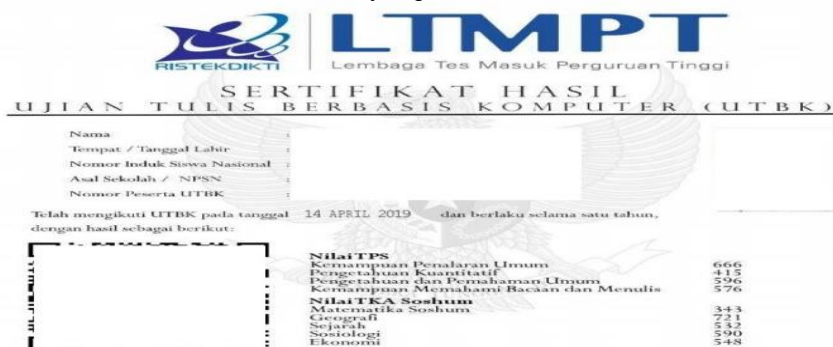 RISTEKDIKTI
LTMPT
Lembaga Tes Masuk Perguruan Tinggi
SERTIFIKAT HASIL
UJIAN TULIS BERBASIS KOMPUTER (UTBK)
Nama :
Tempat / Tanggal Lahir :
Nomor Induk Siswa Nasional :
Asal Sekolah / NPSN :
Nomor Peserta UTBK :
Telah mengikuti UTBK pada tanggal 14 APRIL 2019 dan berlaku selama satu tahun,
dengan hasil sebagai berikut:
Nilai TPS
Kemampuan Penalaran Umum 666
Pengetahuan Kuantitatif 415
Pengetahuan dan Pemahaman Umum 596
Kemampuan Memahami Bacaan dan Menulis 576
Nilai TKA Soshum
Matematika Soshum 343
Geografi 721
Sejarah 532
Sosiologi 590
Ekonomi 548